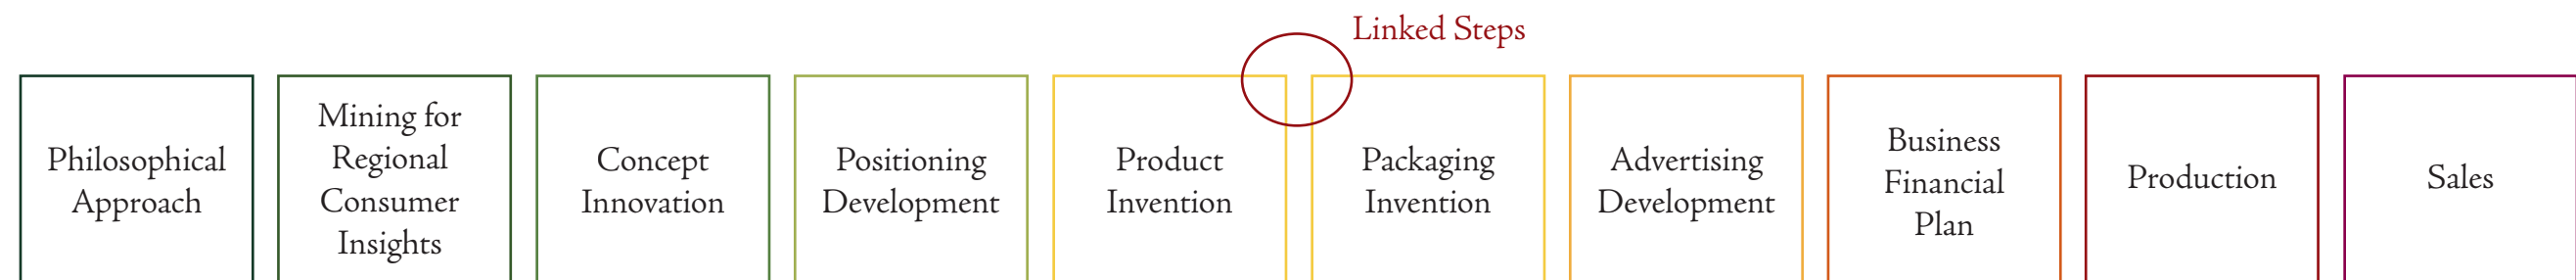 Linked Steps
Philosophical
Approach
Mining for
Regional
Consumer
Insights
Concept
Innovation
Positioning
Development
Product
Invention
Packaging
Invention
Advertising
Development
Business
Financial
Plan
Production
Sales